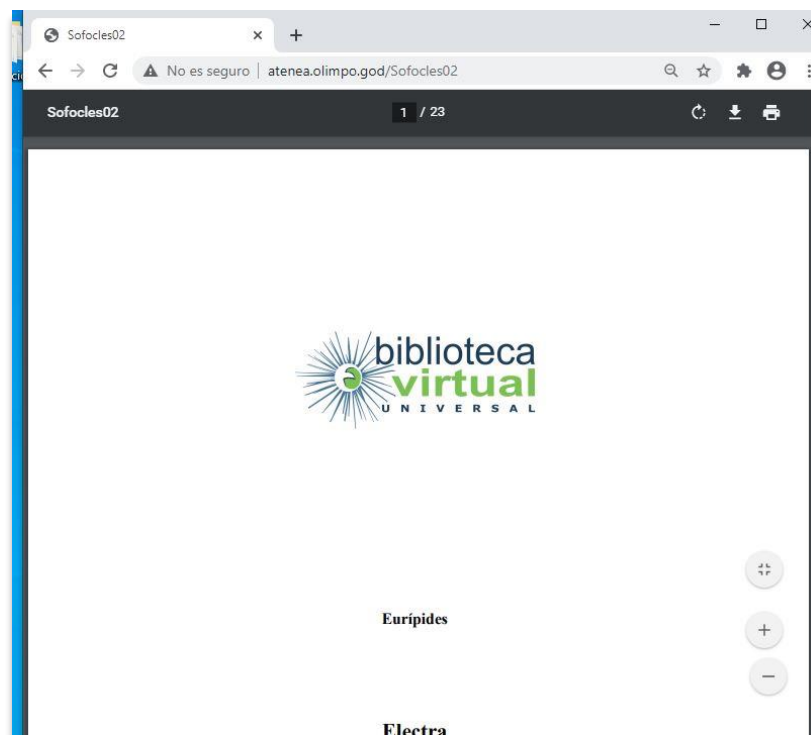 Sofocles02
No es seguro | atenea.olimpo.god/Sofocles02
Sofocles02 1 / 23
biblioteca
virtual
UNIVERSAL
Eurípides
Electra